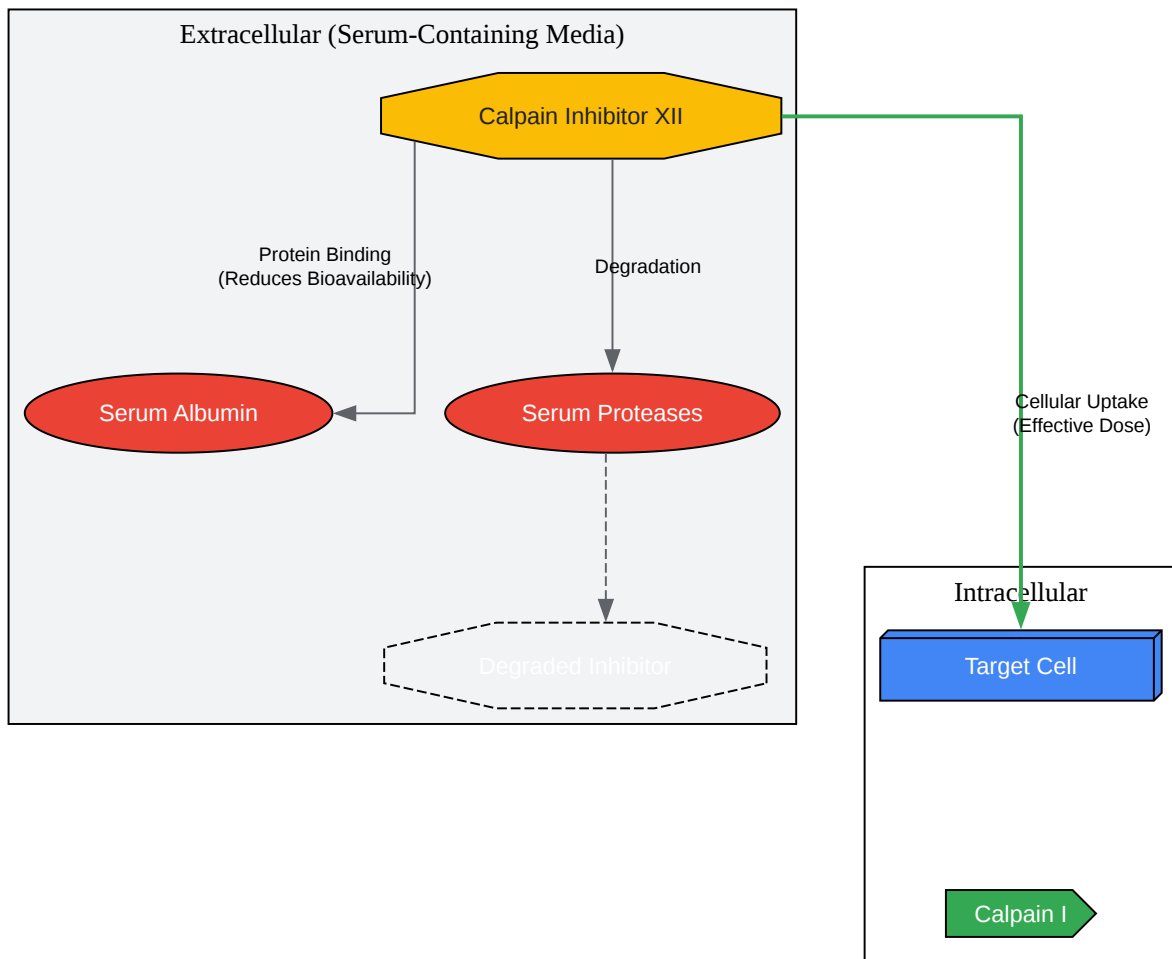 Extracellular (Serum-Containing Media)
Calpain Inhibitor XII
Protein Binding
(Reduces Bioavailability)
Degradation
Serum Albumin
Serum Proteases
Cellular Uptake
(Effective Dose)
Intracellular
Degraded Inhibitor
Target Cell
Calpain I